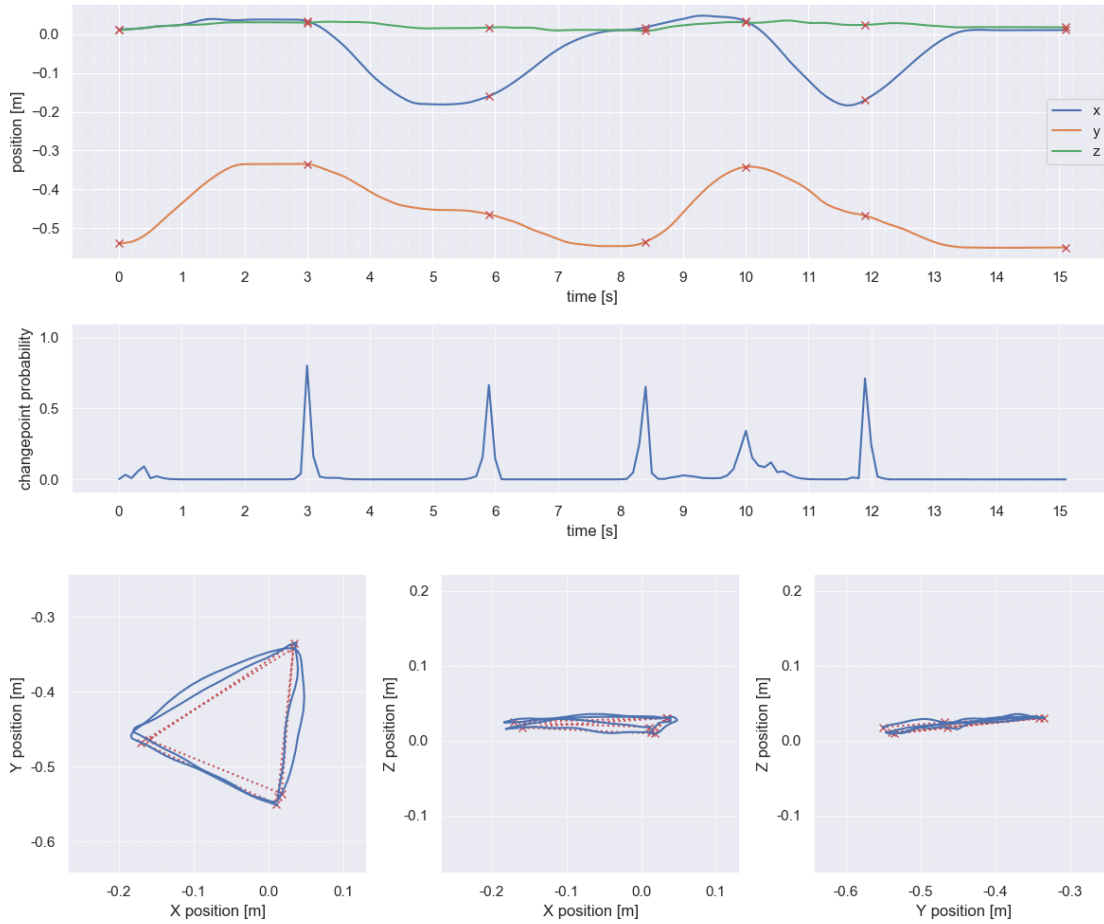 0.0
−0.1
−0.2
−0.3
−0.4
−0.5
position [m]
x
y
z
0 1 2 3 4 5 6 7 8 9 10 11 12 13 14 15
time [s]
1.0
0.5
0.0
changepoint probability
0 1 2 3 4 5 6 7 8 9 10 11 12 13 14 15
time [s]
-0.3
-0.4
-0.5
-0.6
Y position [m]
-0.2 -0.1 0.0 0.1
X position [m]
0.2
0.1
0.0
-0.1
Z position [m]
-0.2 -0.1 0.0 0.1
X position [m]
0.2
0.1
0.0
-0.1
Z position [m]
-0.6 -0.5 -0.4 -0.3
Y position [m]